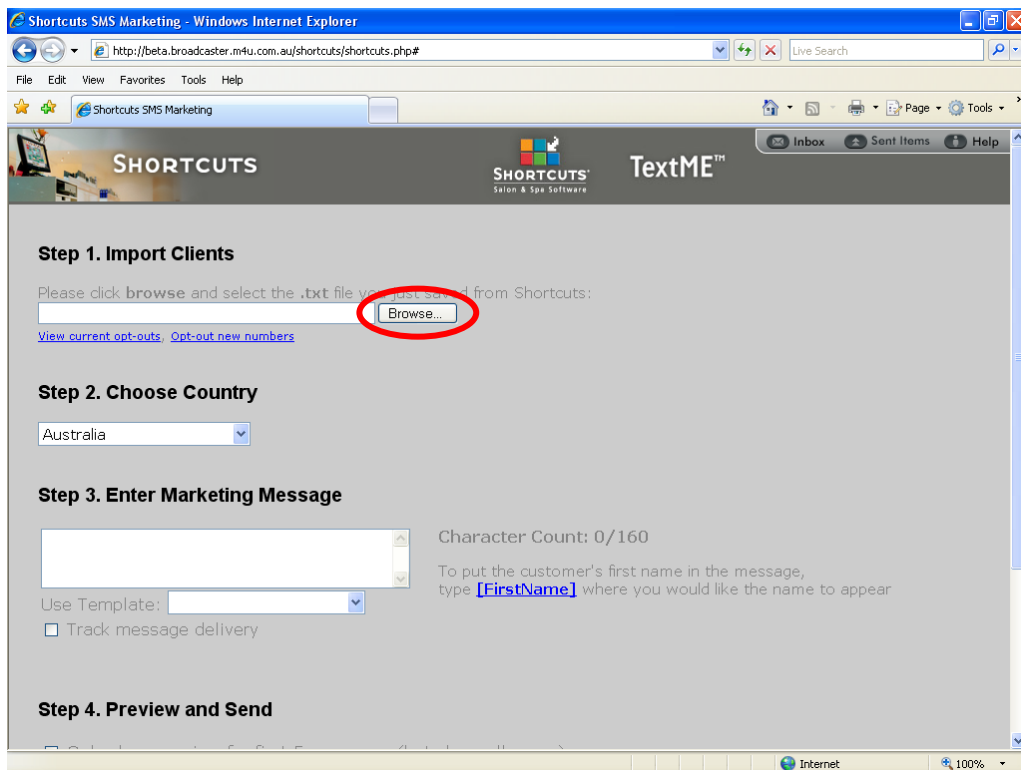 Shortcuts SMS Marketing - Windows Internet Explorer
http://beta.broadcaster.m4u.com.au/shortcuts/shortcuts.php#
Live Search
File Edit View Favorites Tools Help
Shortcuts SMS Marketing
Page Tools
SHORTCUTS
SHORTCUTS
Salon & Spa Software
TextME™
Inbox Sent Items Help
Step 1. Import Clients
Please click browse and select the .txt file you just saved from Shortcuts:
Browse...
View current opt-outs, Opt-out new numbers
Step 2. Choose Country
Australia
Step 3. Enter Marketing Message
Character Count: 0/160
To put the customer's first name in the message,
type [FirstName] where you would like the name to appear
Use Template:
Track message delivery
Step 4. Preview and Send
Internet 100%